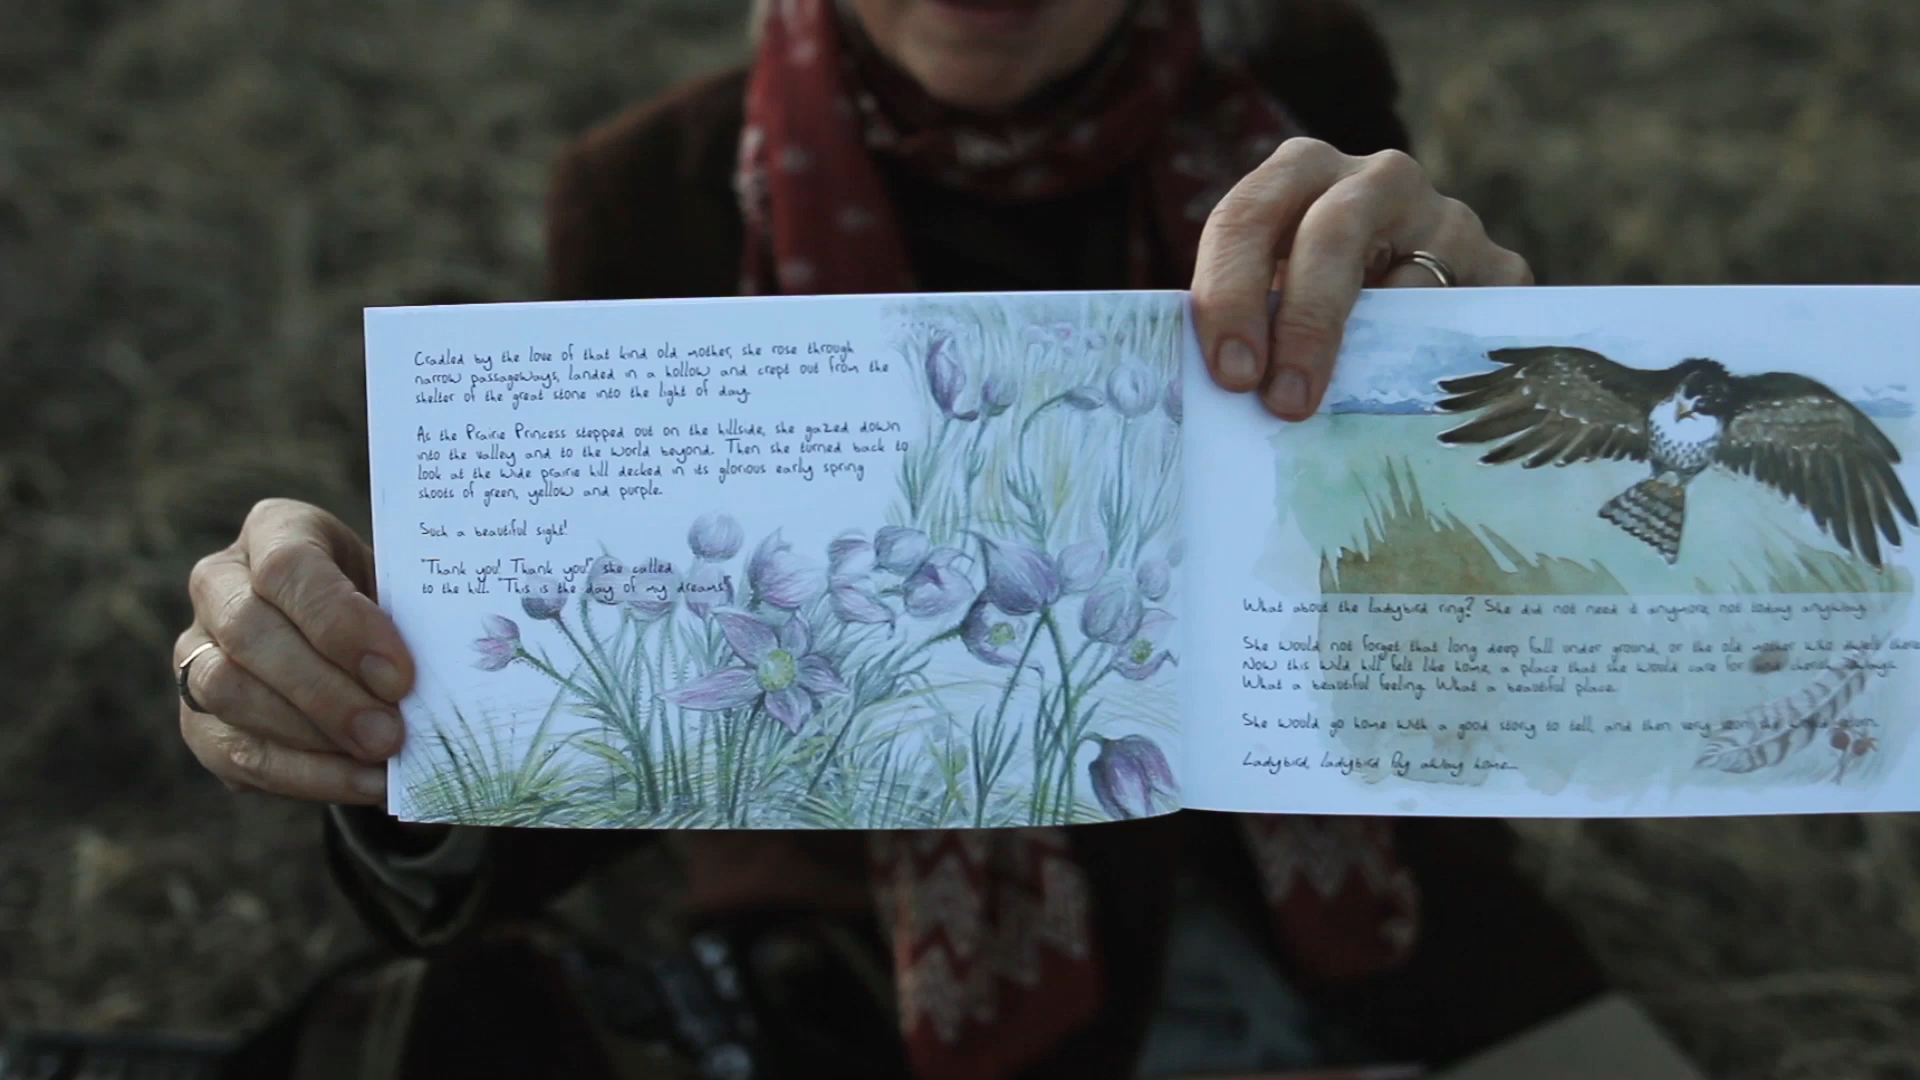 Cradled by the love of that kind old mother, she rose through
narrow passageways, landed in a hollow and crept out from the
shelter of the great stone into the light of day.
As the Prairie Princess stepped out on the hillside, she gazed down
into the valley and to the world beyond. Then she turned back to
look at the wide prairie hill decked in its glorious early spring
shoots of green, yellow and purple.
Such a beautiful sight!
"Thank you! Thank you!" she called
to the hill. "This is the day of my dreams!"
What about the ladybird ring? She did not need it anymore, not today anyway.
She would not forget that long deep fall under ground, or the old mother who dwells there.
Now this wild hill felt like home, a place that she would care for and cherish always.
What a beautiful feeling. What a beautiful place.
She would go home with a good story to tell, and then very soon she would return.
Ladybird, ladybird fly away home...